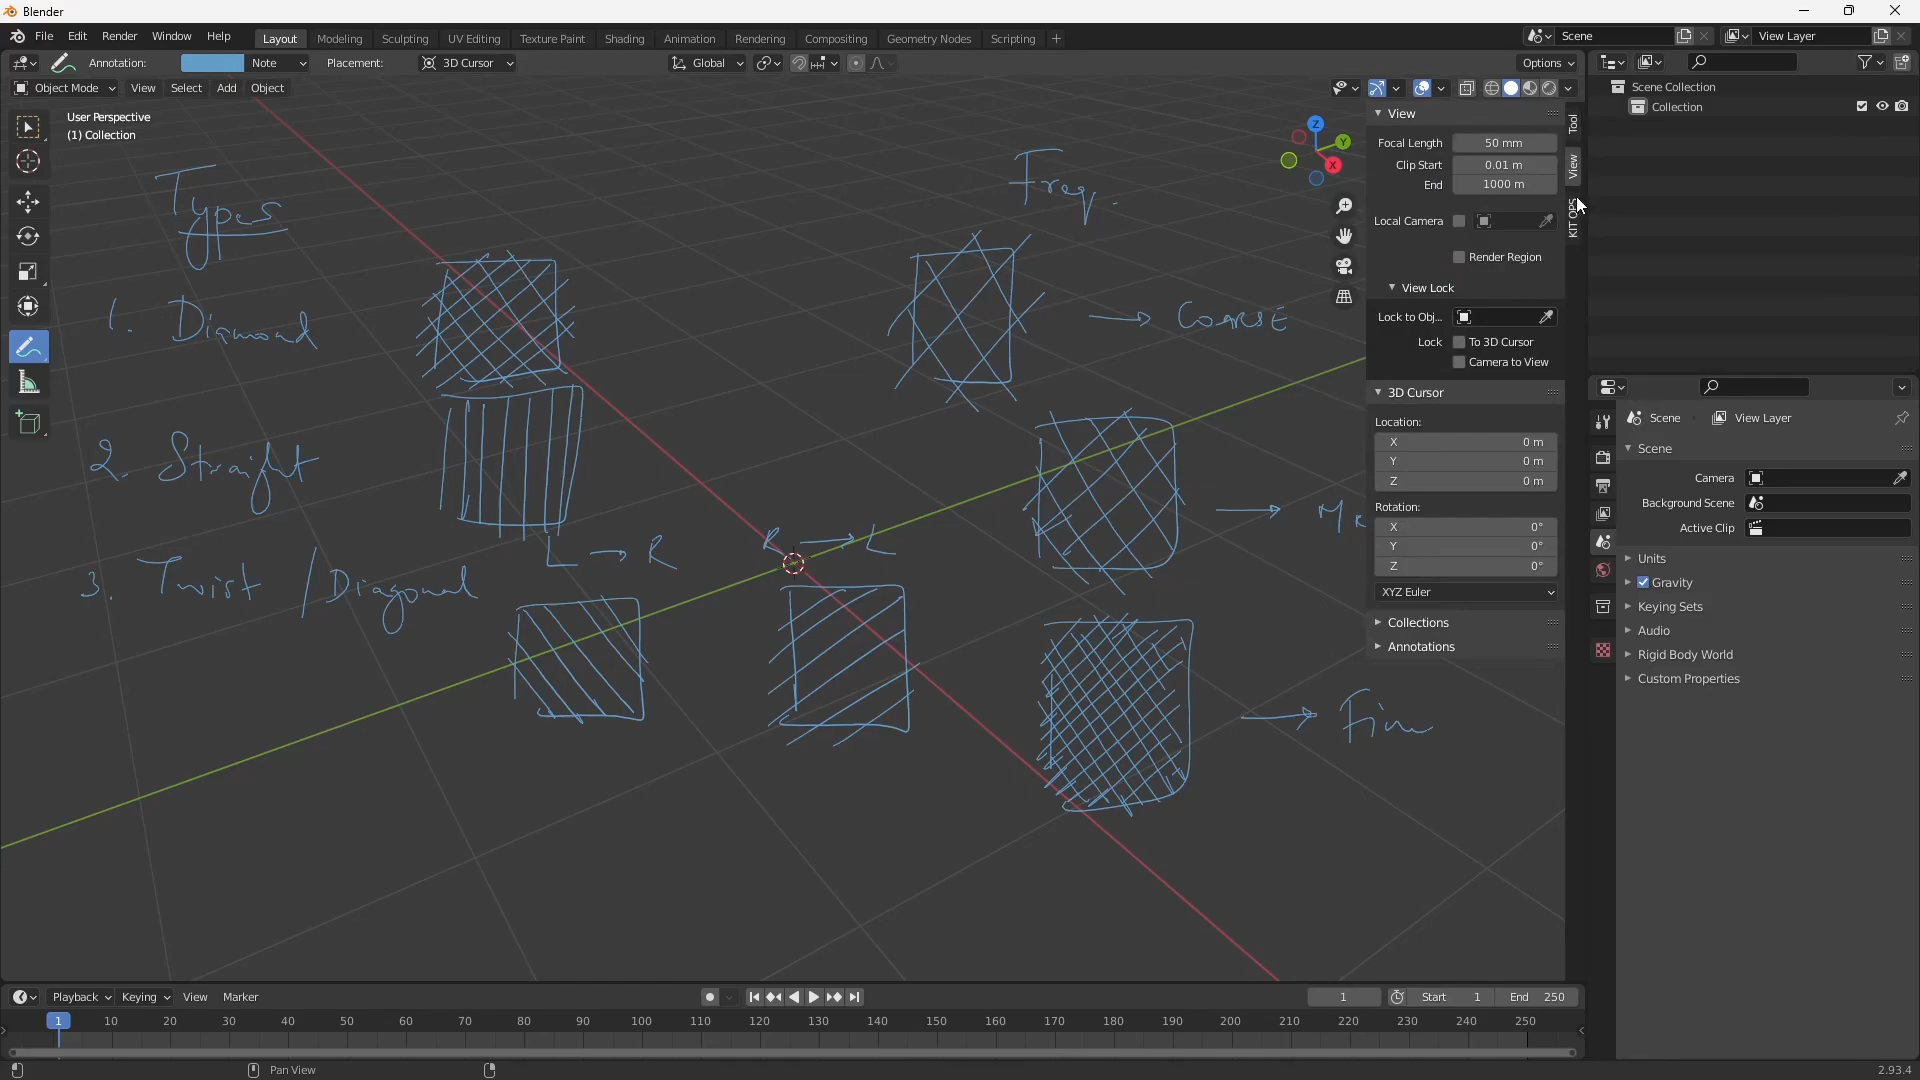 Blender
File Edit Render Window Help Layout Modeling Sculpting UV Editing Texture Paint Shading Animation Rendering Compositing Geometry Nodes Scripting + Scene View Layer
Annotation: Note Placement: 3D Cursor Global Options
Object Mode View Select Add Object
User Perspective
(1) Collection
Types
1. Diamond
2. Straight
3. Twist / Diagonal
L → R
R → L
Freq.
→ COARSE
→
→ Fine
Z
Y
X
View
Focal Length 50 mm
Clip Start 0.01 m
End 1000 m
Local Camera
Render Region
View Lock
Lock to Obj...
Lock To 3D Cursor
Camera to View
3D Cursor
Location:
X 0 m
Y 0 m
Z 0 m
Rotation:
X 0°
Y 0°
Z 0°
XYZ Euler
Collections
Annotations
Tool
View
KIT OPS
Scene Collection
Collection
Scene View Layer
Scene
Camera
Background Scene
Active Clip
Units
Gravity
Keying Sets
Audio
Rigid Body World
Custom Properties
Playback Keying View Marker 1 Start 1 End 250
1 10 20 30 40 50 60 70 80 90 100 110 120 130 140 150 160 170 180 190 200 210 220 230 240 250
Pan View 2.93.4